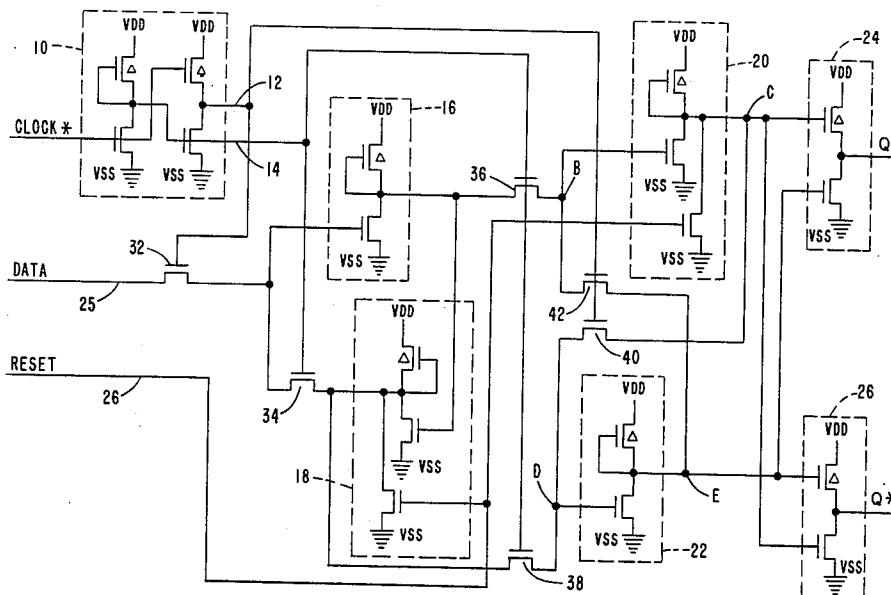 VDD
VDD
10
12
CLOCK*
14
VSS
VSS
VDD
16
VSS
32
DATA
25
RESET
26
34
VDD
VSS
18
VSS
36
B
38
42
40
VDD
20
VSS
VSS
C
D
VDD
E
VSS
22
24
VDD
Q
VSS
26
VDD
Q*
VSS